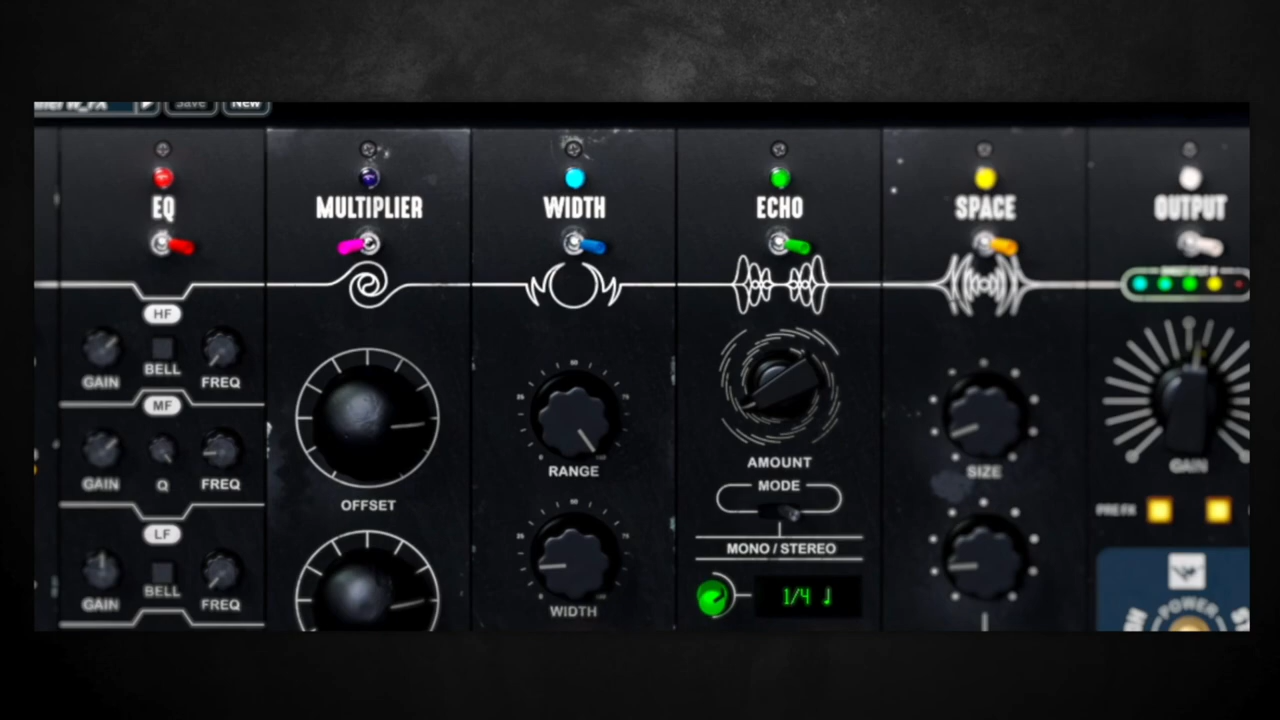 Save New
EQ MULTIPLIER WIDTH ECHO SPACE OUTPUT
HF
GAIN BELL FREQ
MF
GAIN Q FREQ
LF
GAIN BELL FREQ
OFFSET
RANGE
WIDTH
AMOUNT
MODE
MONO / STEREO
1/4
SIZE
GAIN
PRE FX
POWER